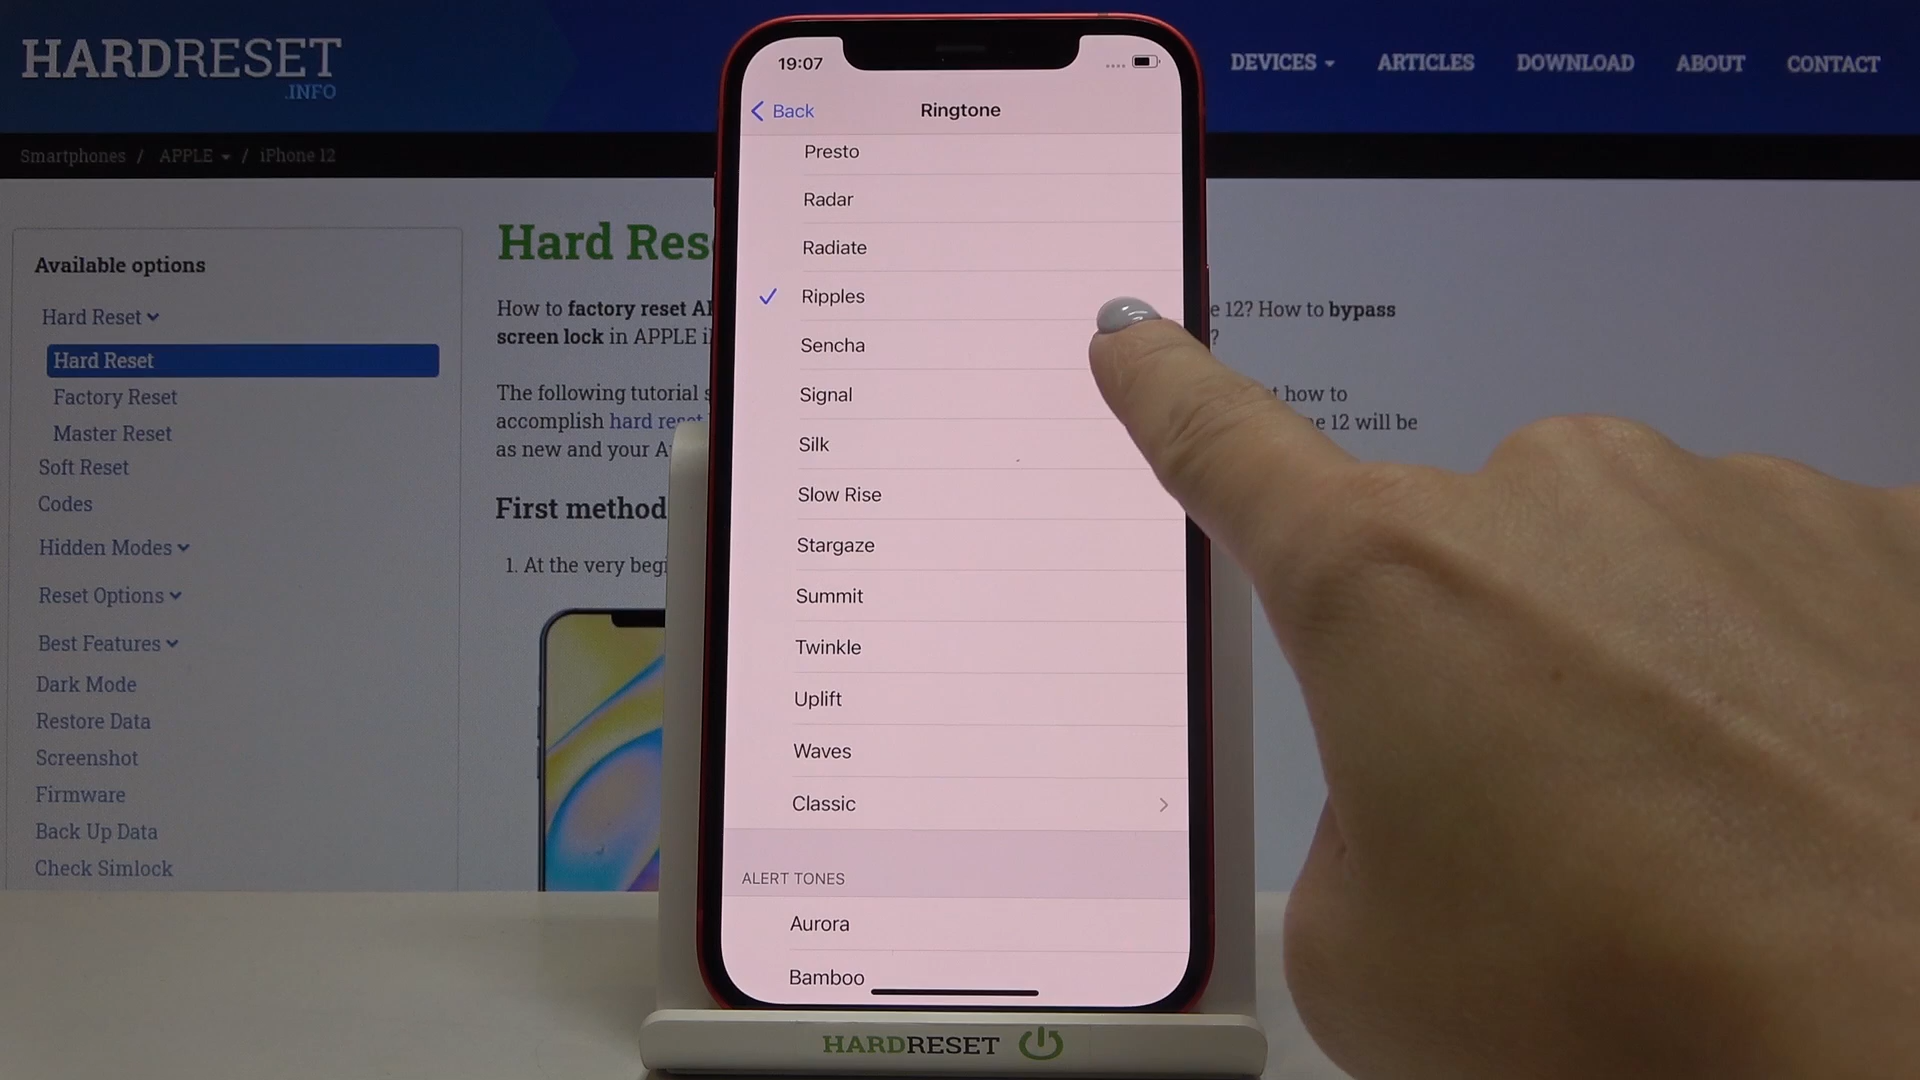 HARDRESET
.INFO
DEVICES
ARTICLES
DOWNLOAD
ABOUT
CONTACT
Smartphones / APPLE / iPhone 12
Available options
Hard Reset
Hard Reset
Factory Reset
Master Reset
Soft Reset
Codes
Hidden Modes
Reset Options
Best Features
Dark Mode
Restore Data
Screenshot
Firmware
Back Up Data
Check Simlock
Hard Res
How to factory reset A
screen lock in APPLE i
The following tutorial s
accomplish hard reset
as new and your A
First method
1. At the very begi
e 12? How to bypass
?
t how to
e 12 will be
19:07
Back
Ringtone
Presto
Radar
Radiate
✓ Ripples
Sencha
Signal
Silk
Slow Rise
Stargaze
Summit
Twinkle
Uplift
Waves
Classic
ALERT TONES
Aurora
Bamboo
HARDRESET